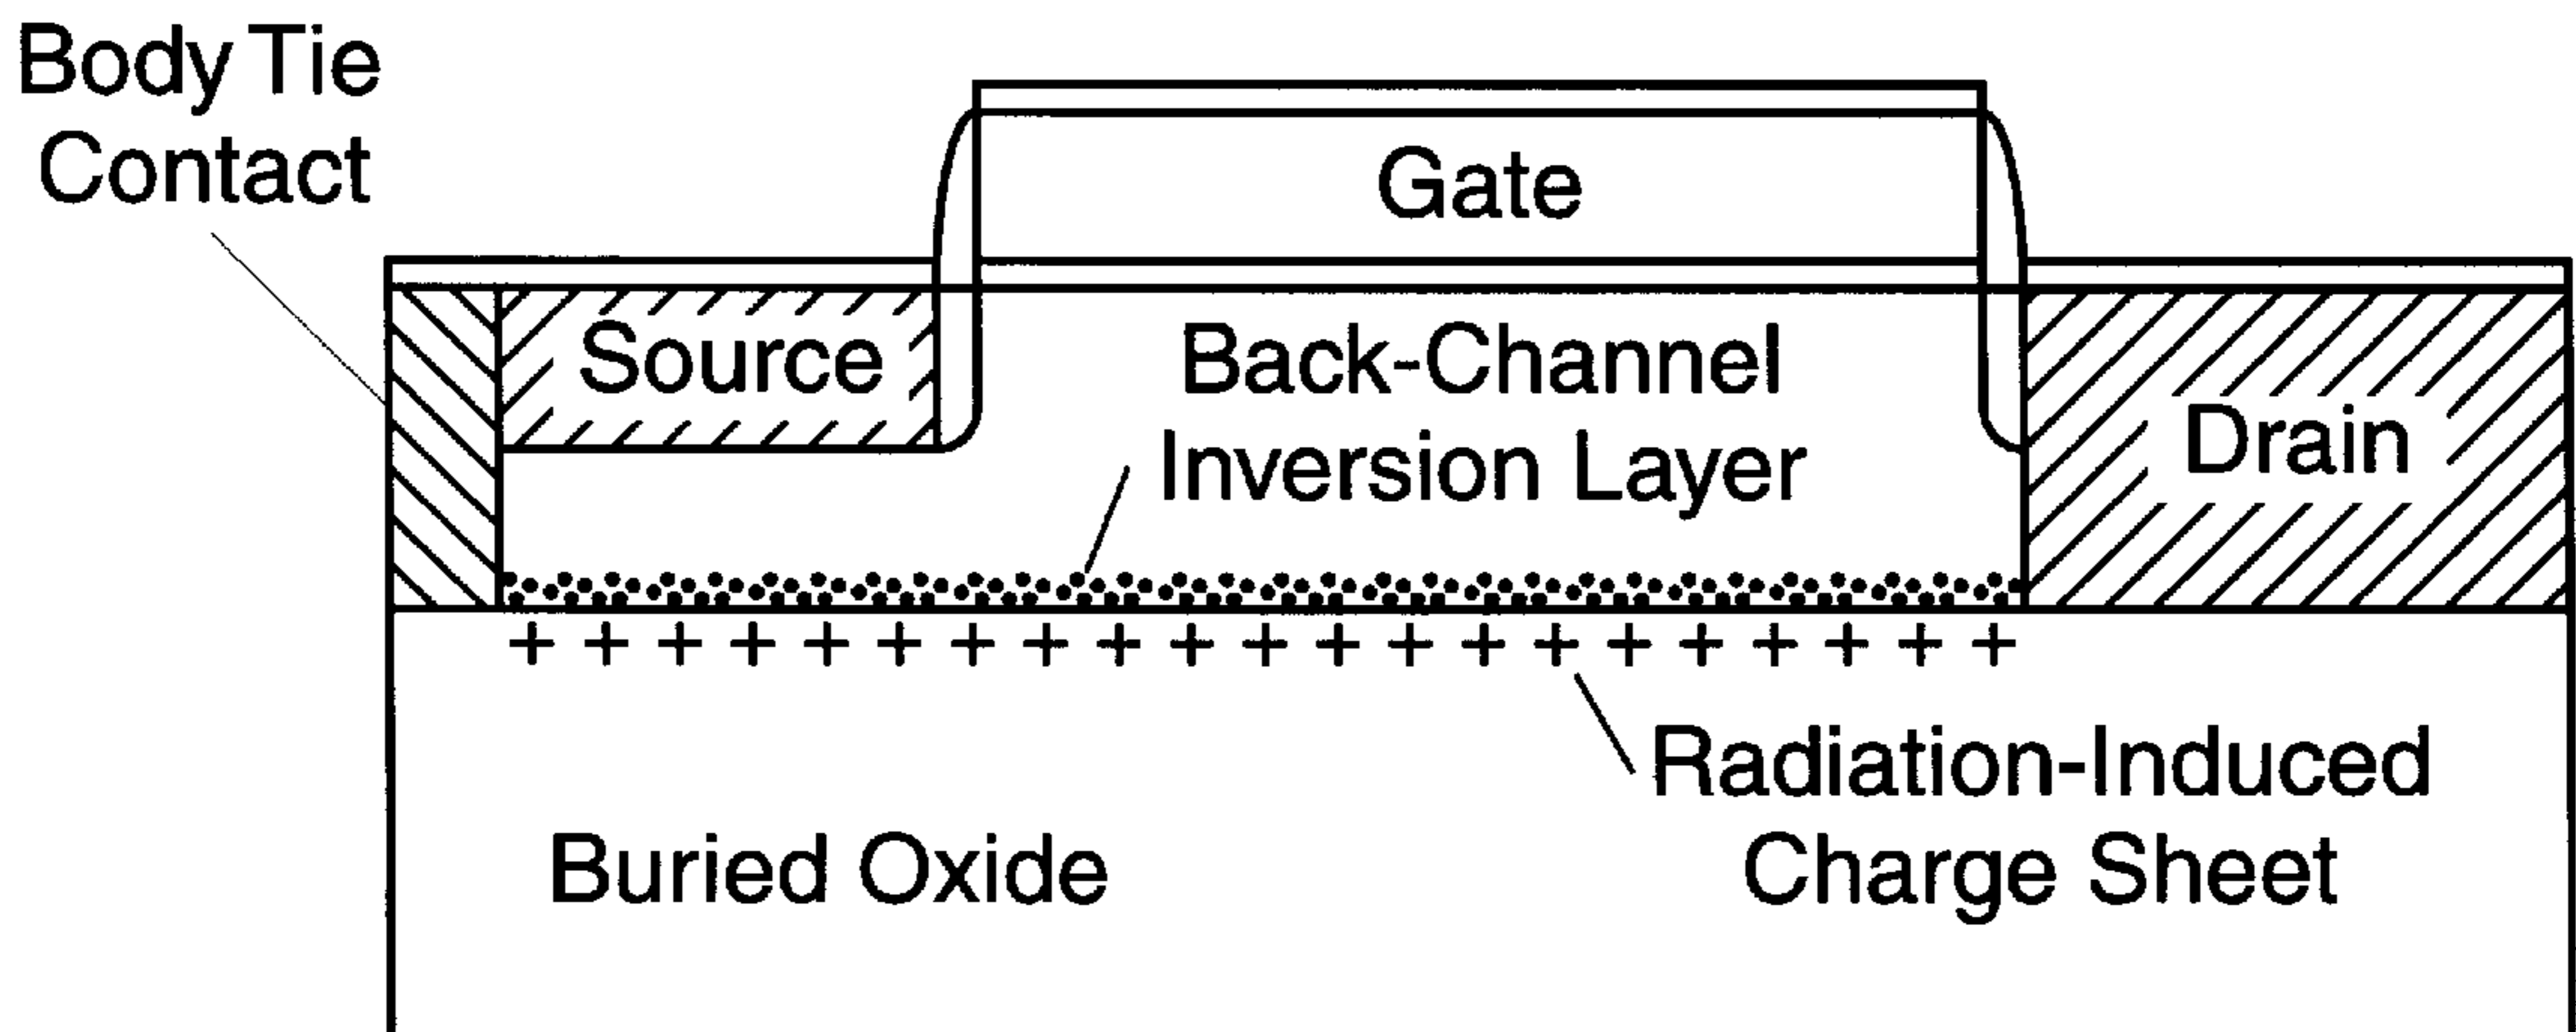 Body Tie
Contact
Gate
Source
Back-Channel
Inversion Layer
Drain
+ + + + + + + + + + + + + + + + + + + + +
Radiation-Induced
Charge Sheet
Buried Oxide